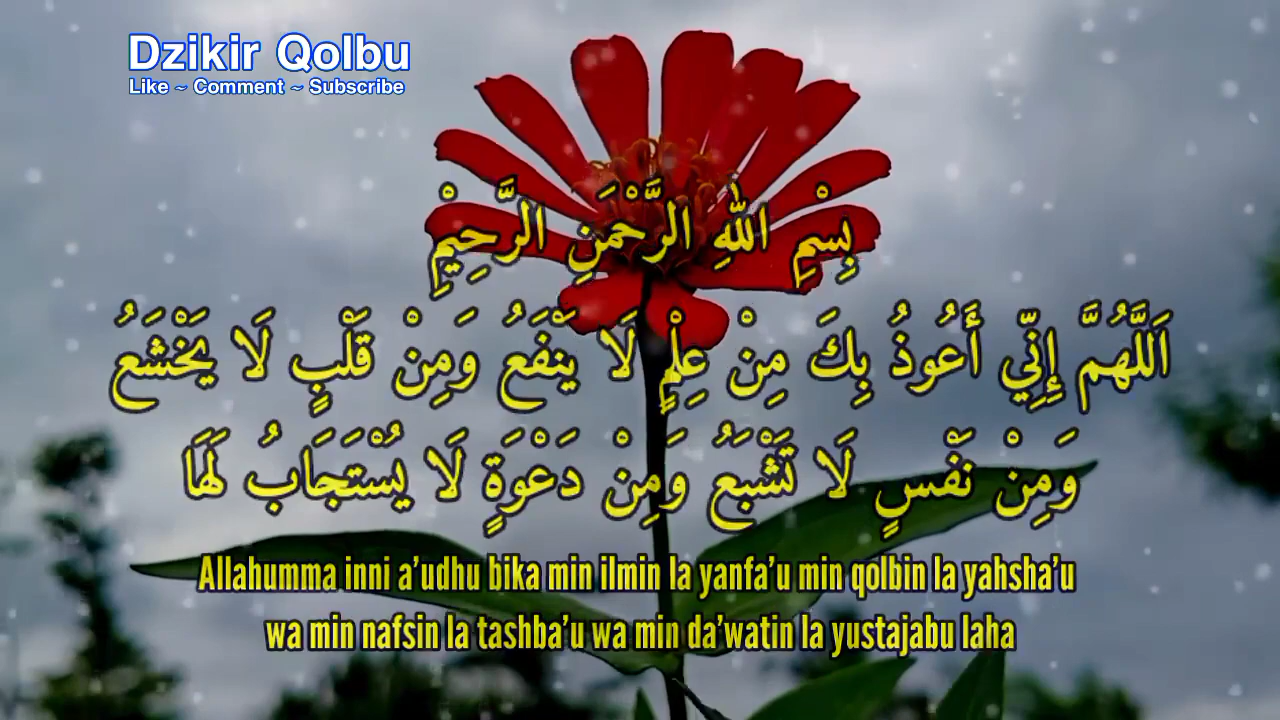 Dzikir Qolbu
Like ~ Comment ~ Subscribe
بِسْمِ اللهِ الرَّحْمَنِ الرَّحِيْمِ
اَللَّهُمَّ إِنِّي أَعُوذُ بِكَ مِنْ عِلْمٍ لَا يَنْفَعُ وَمِنْ قَلْبٍ لَا يَخْشَعُ
وَمِنْ نَفْسٍ لَا تَشْبَعُ وَمِنْ دَعْوَةٍ لَا يُسْتَجَابُ لَهَا
Allahumma inni a’udhu bika min ilmin la yanfa’u min qolbin la yahsha’u
wa min nafsin la tashba’u wa min da’watin la yustajabu laha